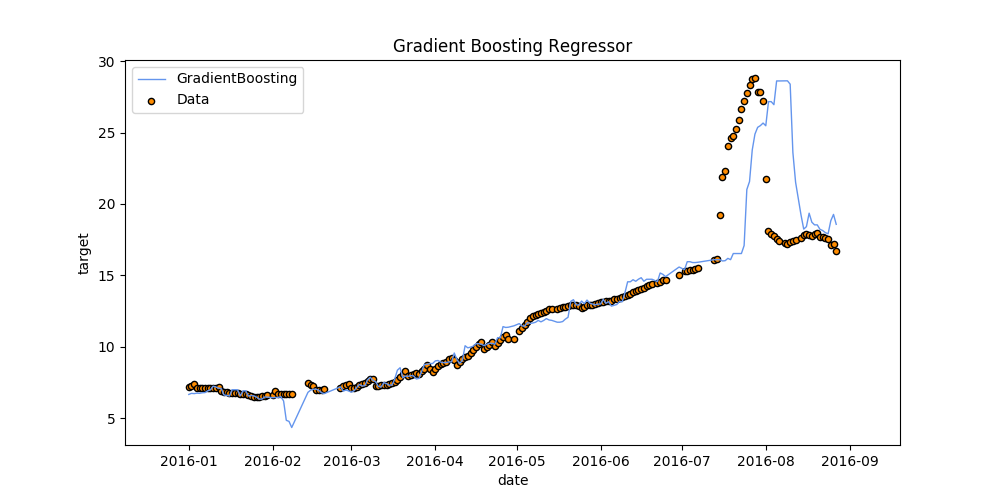 Gradient Boosting Regressor
GradientBoosting
Data
30
25
20
15
10
5
target
2016-01 2016-02 2016-03 2016-04 2016-05 2016-06 2016-07 2016-08 2016-09
date